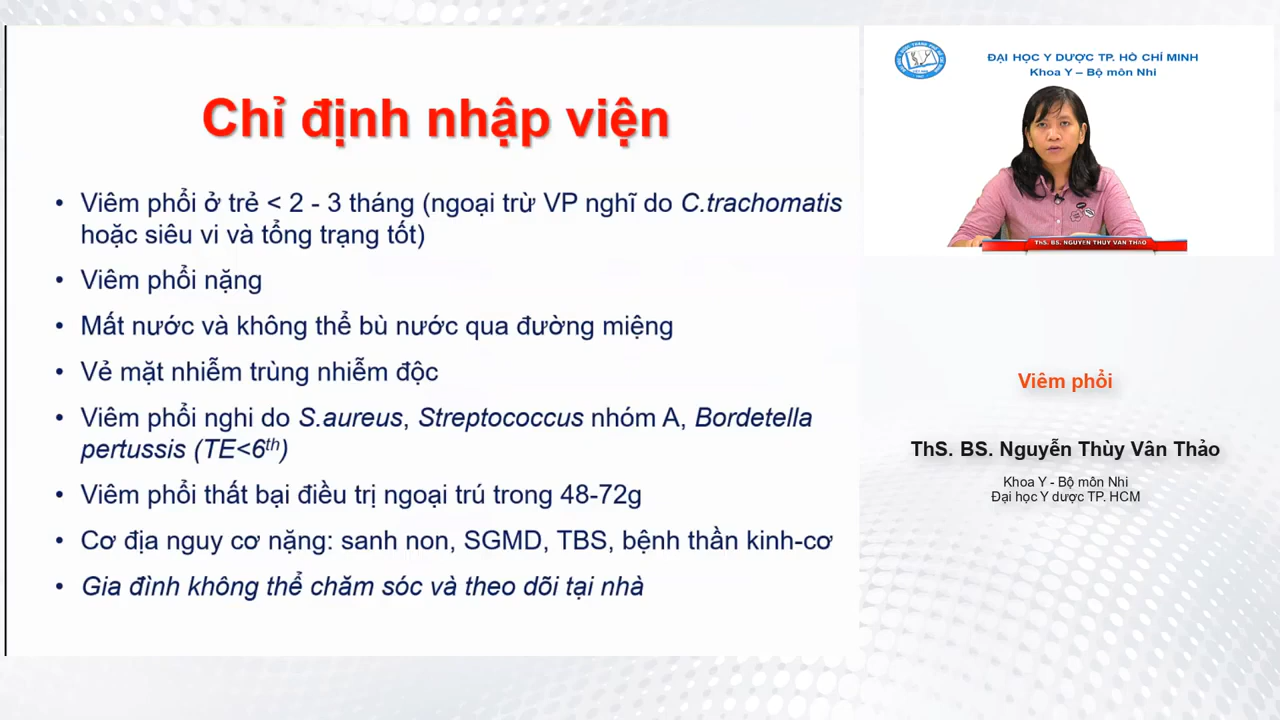 Chỉ định nhập viện
• Viêm phổi ở trẻ < 2 - 3 tháng (ngoại trừ VP nghĩ do C.trachomatis
hoặc siêu vi và tổng trạng tốt)
• Viêm phổi nặng
• Mất nước và không thể bù nước qua đường miệng
• Vẻ mặt nhiễm trùng nhiễm độc
• Viêm phổi nghi do S.aureus, Streptococcus nhóm A, Bordetella
pertussis (TE<6th)
• Viêm phổi thất bại điều trị ngoại trú trong 48-72g
• Cơ địa nguy cơ nặng: sanh non, SGMD, TBS, bệnh thần kinh-cơ
• Gia đình không thể chăm sóc và theo dõi tại nhà
ĐẠI HỌC Y DƯỢC TP. HỒ CHÍ MINH
Khoa Y – Bộ môn Nhi
ThS. BS. NGUYỄN THÙY VÂN THẢO
Viêm phổi
ThS. BS. Nguyễn Thùy Vân Thảo
Khoa Y - Bộ môn Nhi
Đại học Y dược TP. HCM